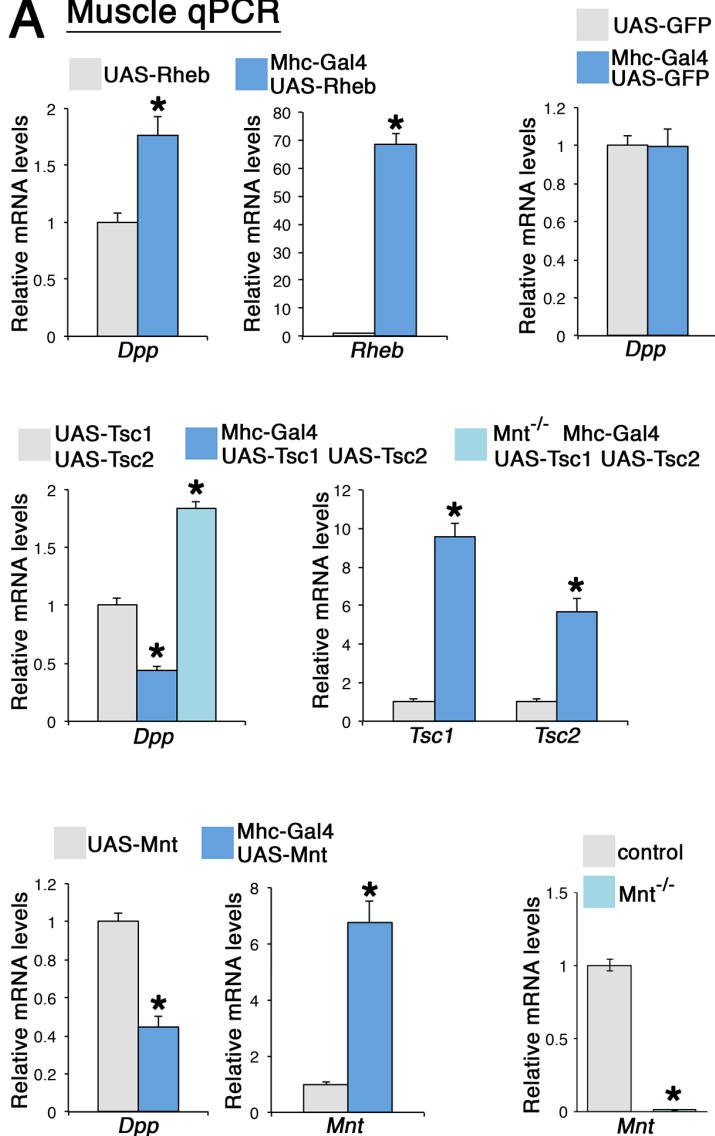 A Muscle qPCR
UAS-Rheb
Mhc-Gal4
UAS-Rheb
UAS-GFP
Mhc-Gal4
UAS-GFP
Relative mRNA levels
2
1.5
1
0.5
0
*
Dpp
Relative mRNA levels
80
70
60
50
40
30
20
10
0
*
Rheb
Relative mRNA levels
1.2
1
0.8
0.6
0.4
0.2
0
Dpp
UAS-Tsc1
UAS-Tsc2
Mhc-Gal4
UAS-Tsc1 UAS-Tsc2
Mnt-/- Mhc-Gal4
UAS-Tsc1 UAS-Tsc2
Relative mRNA levels
2
1.5
1
0.5
0
*
*
Dpp
Relative mRNA levels
12
10
8
6
4
2
0
*
*
Tsc1 Tsc2
UAS-Mnt
Mhc-Gal4
UAS-Mnt
control
Mnt-/-
Relative mRNA levels
1.2
1
0.8
0.6
0.4
0.2
0
*
Dpp
Relative mRNA levels
8
6
4
2
0
*
Mnt
Relative mRNA levels
1.5
1
0.5
0
*
Mnt